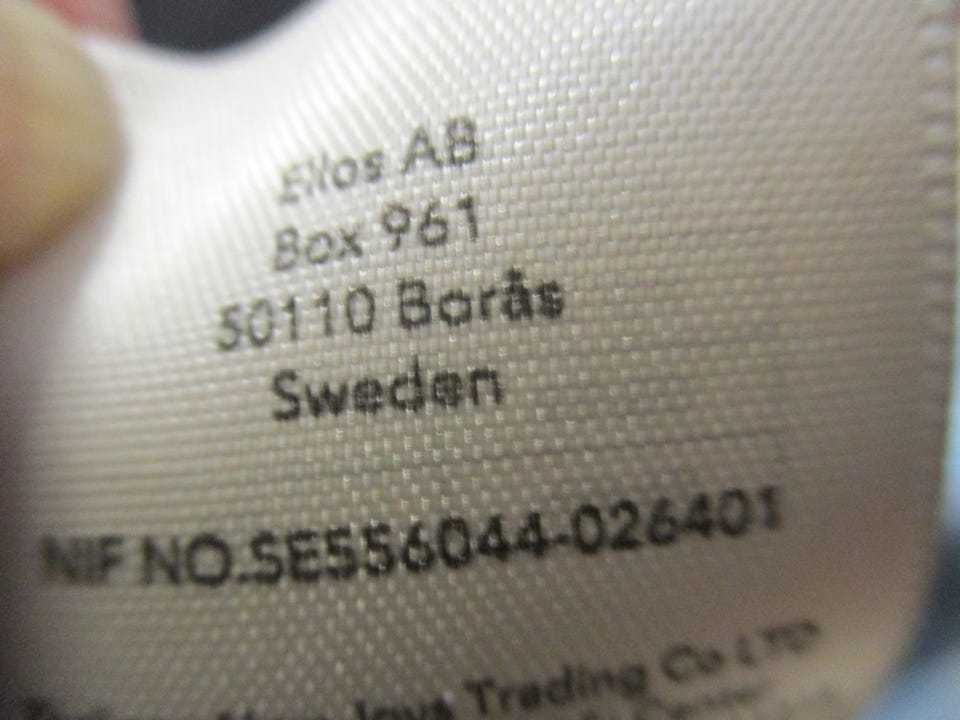 Ellos AB
Box 961
50110 Borås
Sweden
NIF NO.SE556044-026401
Trading Co LTD